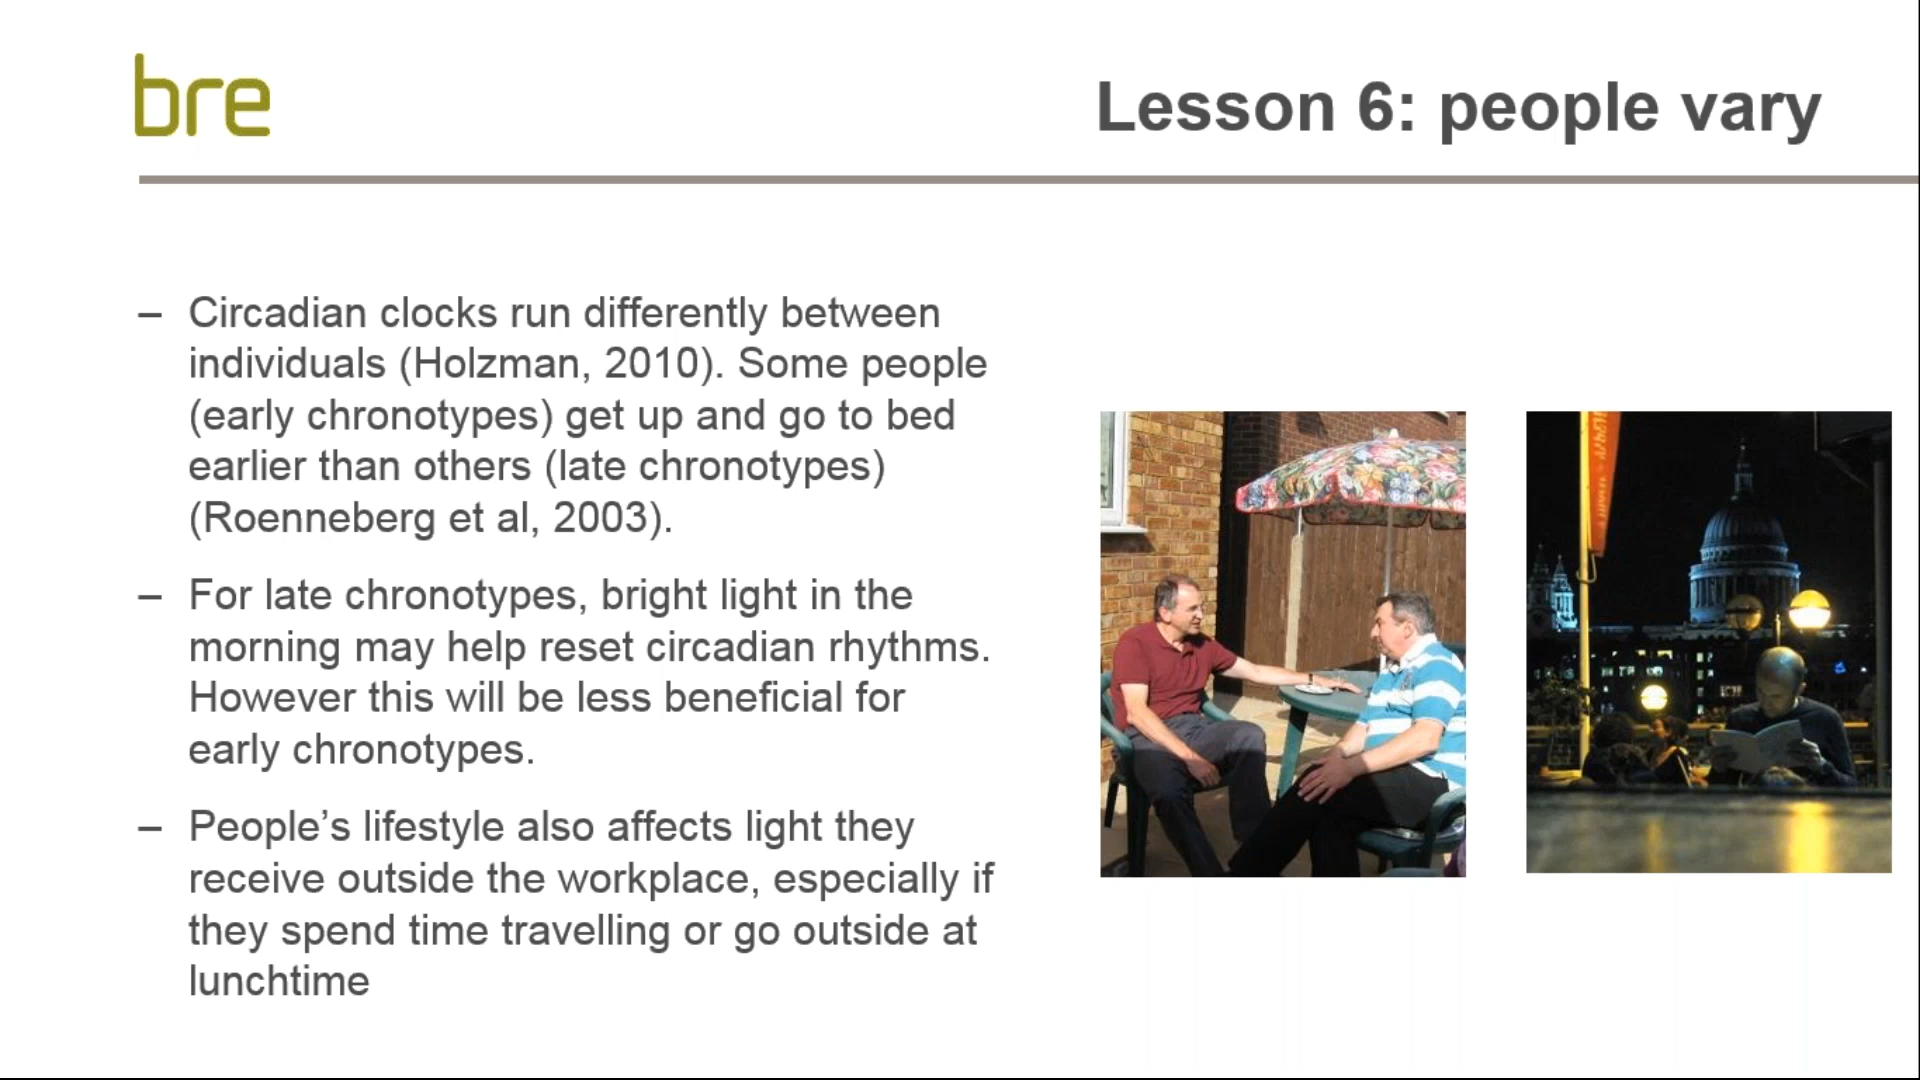 bre
Lesson 6: people vary
– Circadian clocks run differently between
individuals (Holzman, 2010). Some people
(early chronotypes) get up and go to bed
earlier than others (late chronotypes)
(Roenneberg et al, 2003).
– For late chronotypes, bright light in the
morning may help reset circadian rhythms.
However this will be less beneficial for
early chronotypes.
– People’s lifestyle also affects light they
receive outside the workplace, especially if
they spend time travelling or go outside at
lunchtime